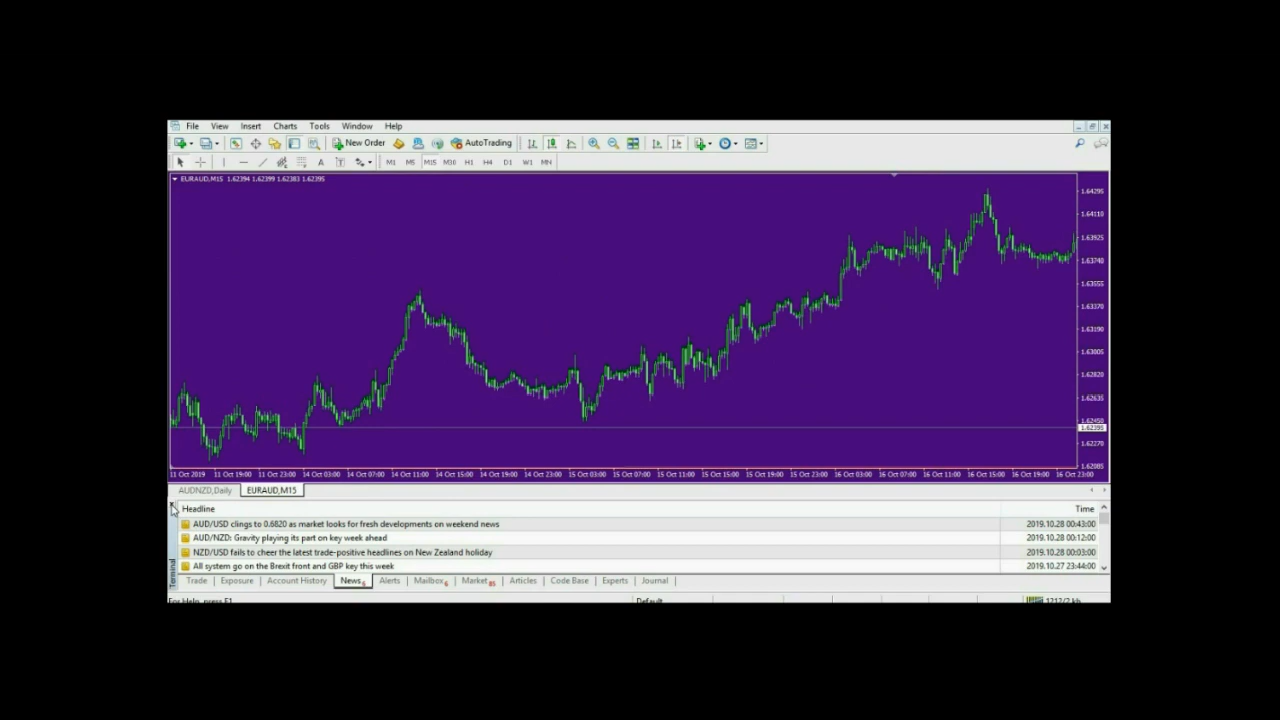 File View Insert Charts Tools Window Help
New Order AutoTrading
A T M1 M5 M15 M30 H1 H4 D1 W1 MN
EURAUD,M15 1.62394 1.62399 1.62383 1.62395
1.64295
1.64110
1.63925
1.63740
1.63555
1.63370
1.63190
1.63005
1.62820
1.62635
1.62450
1.62395
1.62270
1.62085
11 Oct 2019 11 Oct 19:00 11 Oct 23:00 14 Oct 03:00 14 Oct 07:00 14 Oct 11:00 14 Oct 15:00 14 Oct 19:00 14 Oct 23:00 15 Oct 03:00 15 Oct 07:00 15 Oct 11:00 15 Oct 15:00 15 Oct 19:00 15 Oct 23:00 16 Oct 03:00 16 Oct 07:00 16 Oct 11:00 16 Oct 15:00 16 Oct 19:00 16 Oct 23:00
AUDNZD,Daily EURAUD,M15
Headline Time
AUD/USD clings to 0.6820 as market looks for fresh developments on weekend news 2019.10.28 00:43:00
AUD/NZD: Gravity playing its part on key week ahead 2019.10.28 00:12:00
NZD/USD fails to cheer the latest trade-positive headlines on New Zealand holiday 2019.10.28 00:03:00
All system go on the Brexit front and GBP key this week 2019.10.27 23:44:00
Terminal
Trade Exposure Account History News Alerts Mailbox 6 Market 85 Articles Code Base Experts Journal
For Help, press F1 Default 1212/2 kb